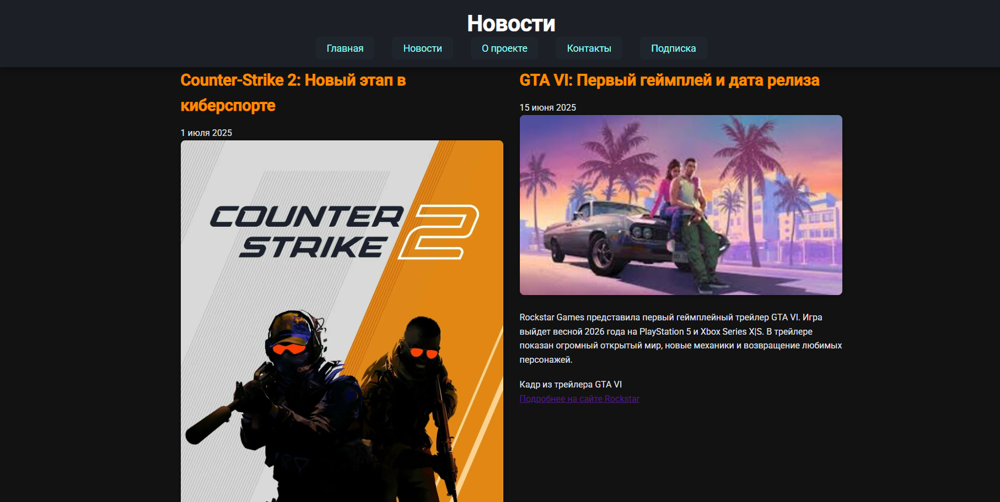 Новости
Главная
Новости
О проекте
Контакты
Подписка
Counter-Strike 2: Новый этап в
киберспорте
1 июля 2025
COUNTER
STRIKE 2
GTA VI: Первый геймплей и дата релиза
15 июня 2025
Rockstar Games представила первый геймплейный трейлер GTA VI. Игра
выйдет весной 2026 года на PlayStation 5 и Xbox Series X|S. В трейлере
показан огромный открытый мир, новые механики и возвращение любимых
персонажей.
Кадр из трейлера GTA VI
Подробнее на сайте Rockstar